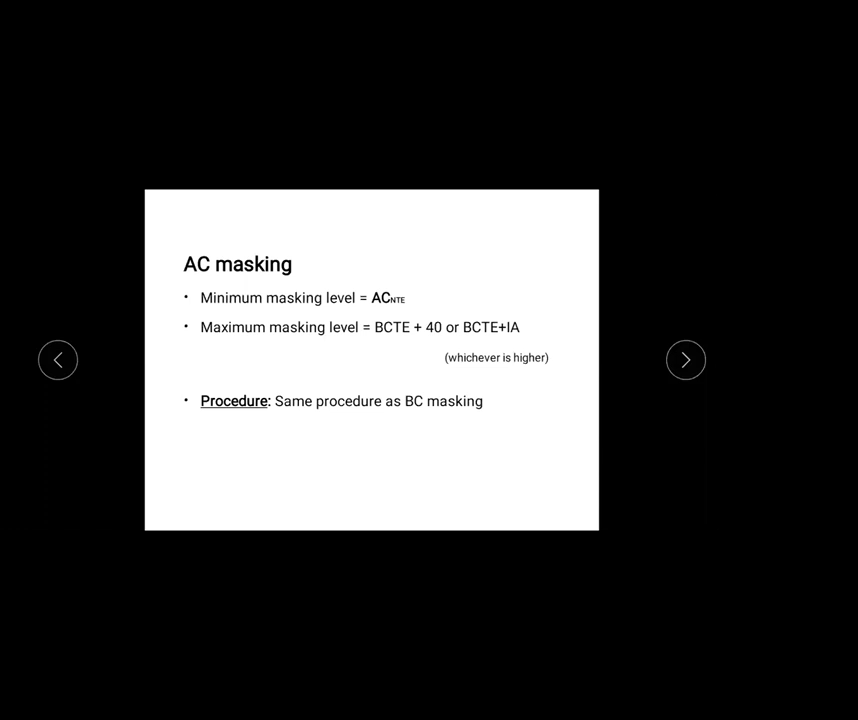 AC masking
• Minimum masking level = ACNTE
• Maximum masking level = BCTE + 40 or BCTE+IA
(whichever is higher)
• Procedure: Same procedure as BC masking